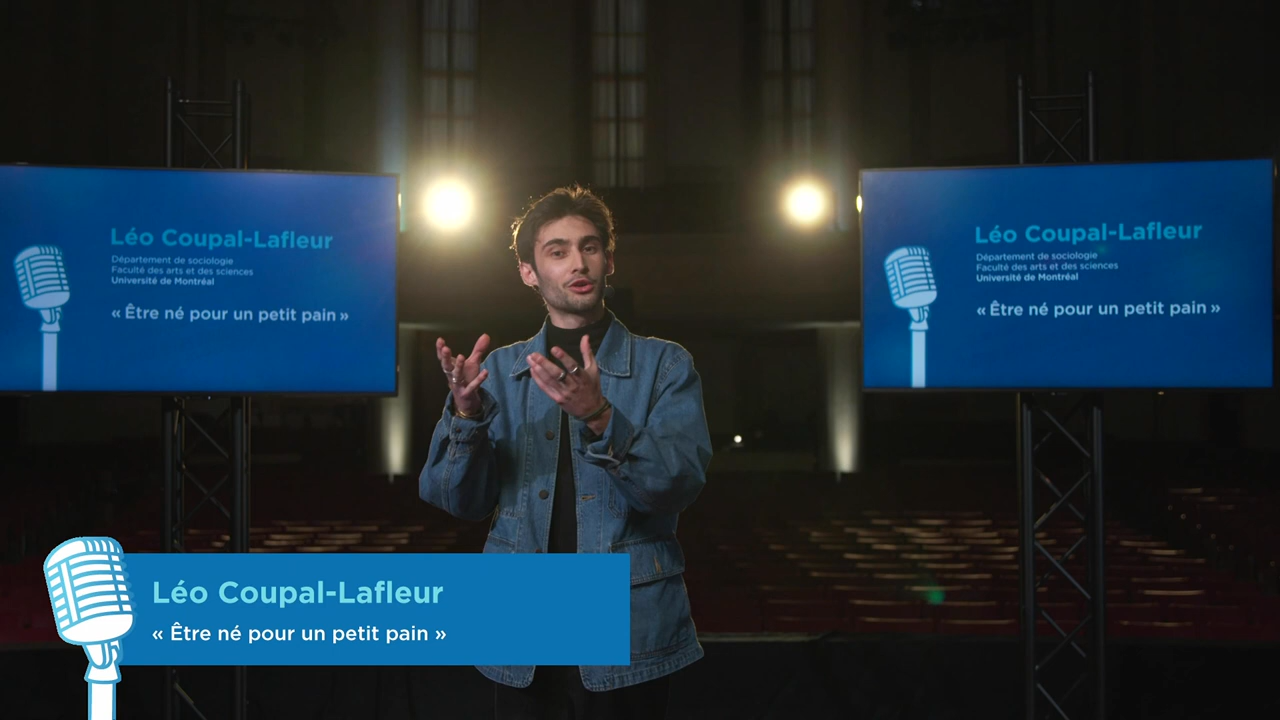 Léo Coupal-Lafleur
Département de sociologie
Faculté des arts et des sciences
Université de Montréal
« Être né pour un petit pain »
Léo Coupal-Lafleur
Département de sociologie
Faculté des arts et des sciences
Université de Montréal
« Être né pour un petit pain »
Léo Coupal-Lafleur
« Être né pour un petit pain »